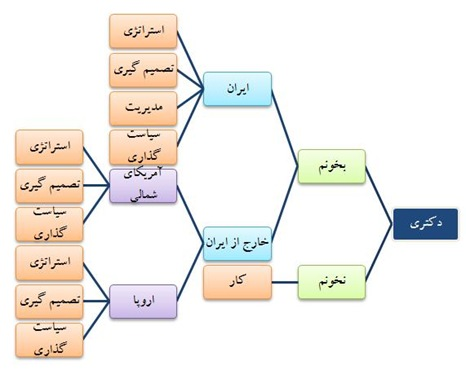 دکتری
بخونم
ایران
استراتژی
تصمیم گیری
مدیریت
سیاست
گذاری
خارج از ایران
آمریکای
شمالی
استراتژی
تصمیم گیری
سیاست
گذاری
اروپا
استراتژی
تصمیم گیری
سیاست
گذاری
نخونم
کار